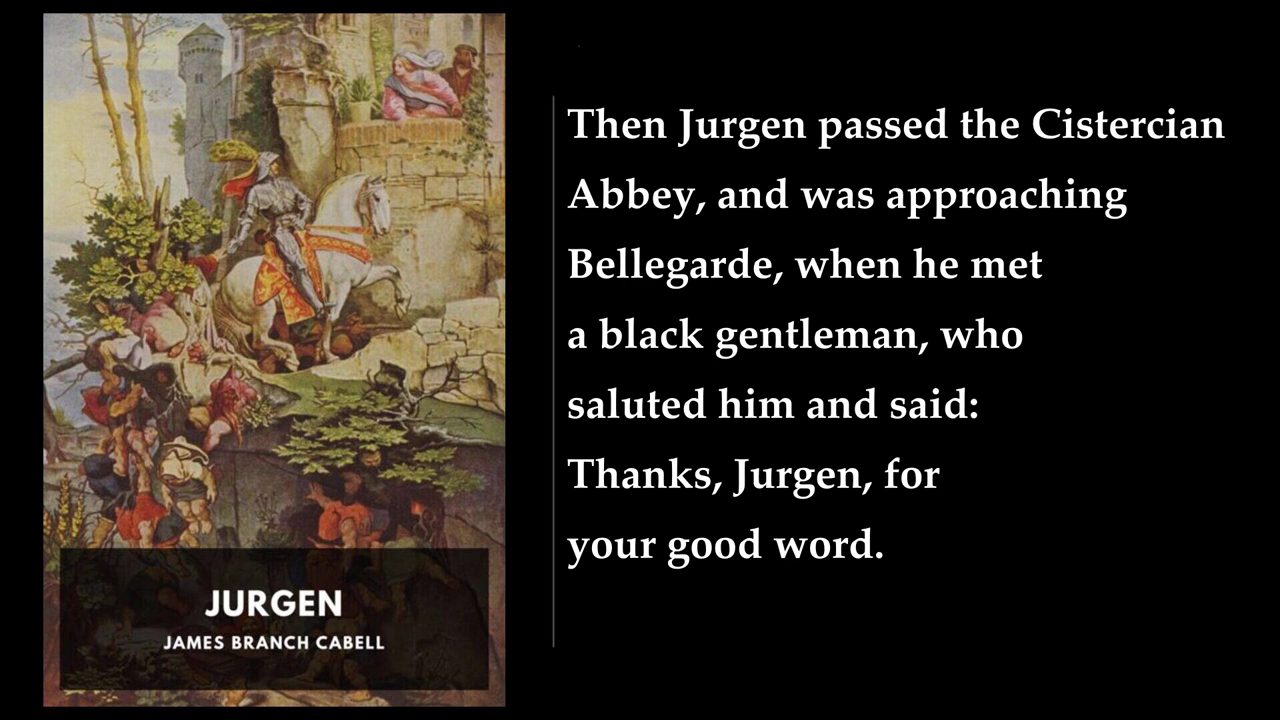 JURGEN
JAMES BRANCH CABELL
Then Jurgen passed the Cistercian
Abbey, and was approaching
Bellegarde, when he met
a black gentleman, who
saluted him and said:
Thanks, Jurgen, for
your good word.